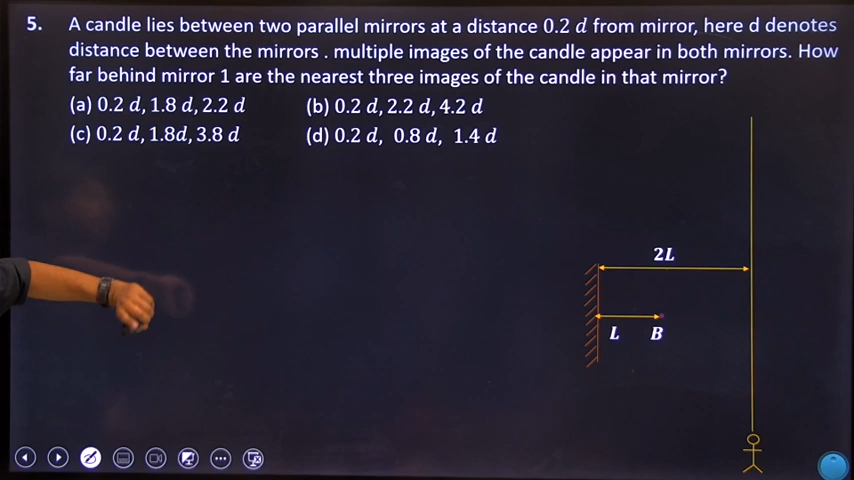 5. A candle lies between two parallel mirrors at a distance 0.2 d from mirror, here d denotes
distance between the mirrors . multiple images of the candle appear in both mirrors. How
far behind mirror 1 are the nearest three images of the candle in that mirror?
(a) 0.2 d, 1.8 d, 2.2 d (b) 0.2 d, 2.2 d, 4.2 d
(c) 0.2 d, 1.8d, 3.8 d (d) 0.2 d, 0.8 d, 1.4 d
2L
L B